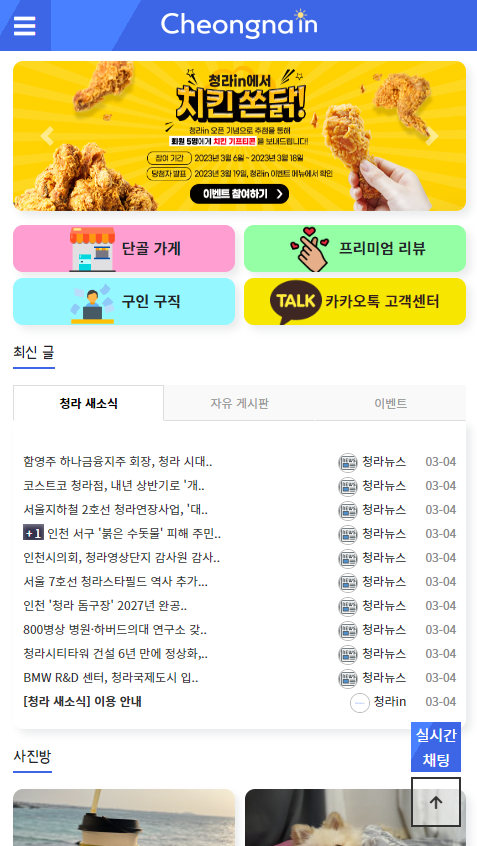 Cheongna in
청라in에서
치킨 쏜닭!
청라in 오픈 기념으로 추첨을 통해
회원 5명에게 치킨 기프티콘 을 보내드립니다!
참여 기간 2023년 3월 6일 ~ 2023년 3월 18일
당첨자 발표 2023년 3월 19일, 청라in 이벤트 메뉴에서 확인
이벤트 참여하기 >
단골 가게
프리미엄 리뷰
구인 구직
TALK 카카오톡 고객센터
최신 글
청라 새소식 자유 게시판 이벤트
함영주 하나금융지주 회장, 청라 시대.. NEWS 청라뉴스 03-04
코스트코 청라점, 내년 상반기로 '개.. NEWS 청라뉴스 03-04
서울지하철 2호선 청라연장사업, '대.. NEWS 청라뉴스 03-04
+1 인천 서구 '붉은 수돗물' 피해 주민.. NEWS 청라뉴스 03-04
인천시의회, 청라영상단지 감사원 감사.. NEWS 청라뉴스 03-04
서울 7호선 청라스타필드 역사 추가... NEWS 청라뉴스 03-04
인천 '청라 돔구장' 2027년 완공.. NEWS 청라뉴스 03-04
800병상 병원·하버드의대 연구소 갖.. NEWS 청라뉴스 03-04
청라시티타워 건설 6년 만에 정상화,.. NEWS 청라뉴스 03-04
BMW R&D 센터, 청라국제도시 입.. NEWS 청라뉴스 03-04
[청라 새소식] 이용 안내 청라in 03-04
실시간
채팅
사진방